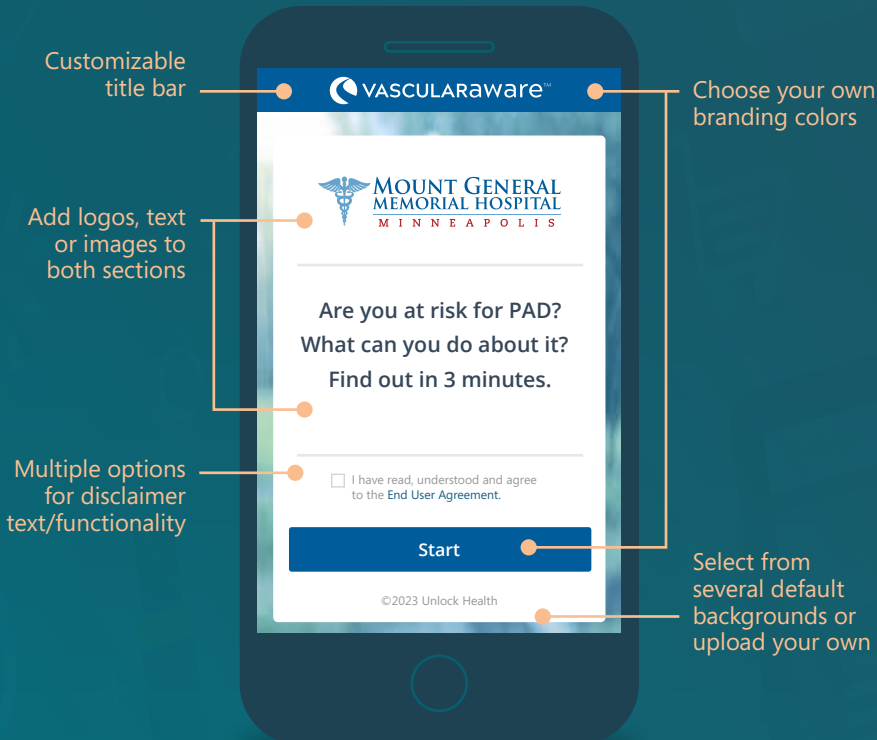 Customizable
title bar
VASCULARaware™
Choose your own
branding colors
MOUNT GENERAL
MEMORIAL HOSPITAL
MINNEAPOLIS
Add logos, text
or images to
both sections
Are you at risk for PAD?
What can you do about it?
Find out in 3 minutes.
Multiple options
for disclaimer
text/functionality
I have read, understood and agree
to the End User Agreement.
Start
©2023 Unlock Health
Select from
several default
backgrounds or
upload your own